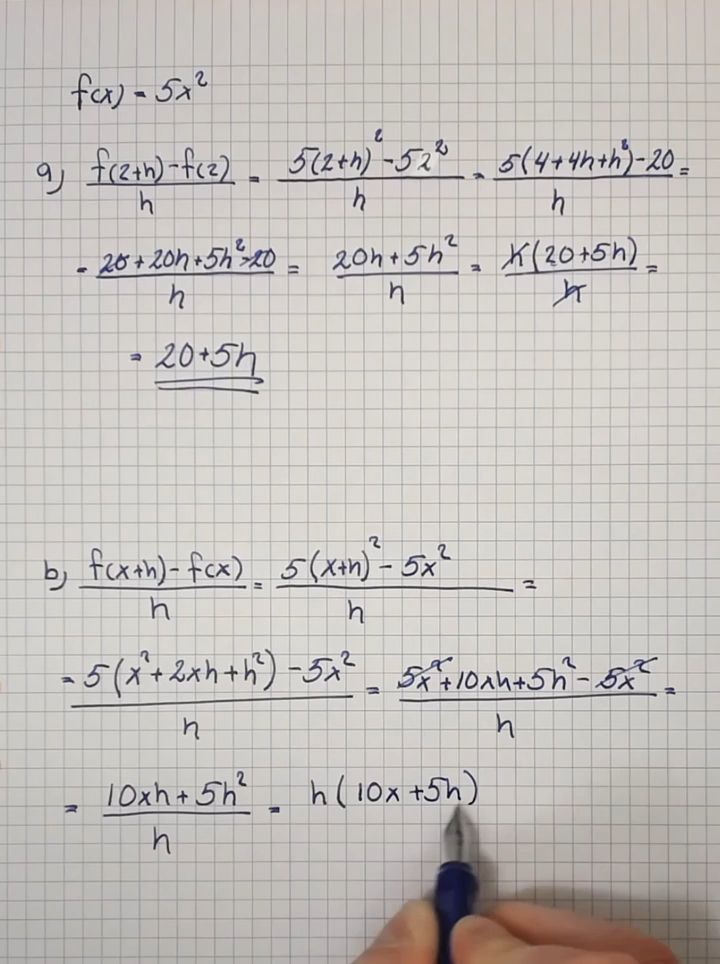 f(x) = 5x²
a) (f(2+h) - f(2))/h = (5(2+h)² - 5·2²)/h = (5(4+4h+h²) - 20)/h =
= (20 + 20h + 5h² - 20)/h = (20h + 5h²)/h = (h(20+5h))/h =
= 20+5h
b) (f(x+h) - f(x))/h = (5(x+h)² - 5x²)/h =
= (5(x² + 2xh + h²) - 5x²)/h = (5x² + 10xh + 5h² - 5x²)/h =
= (10xh + 5h²)/h = h(10x + 5h)